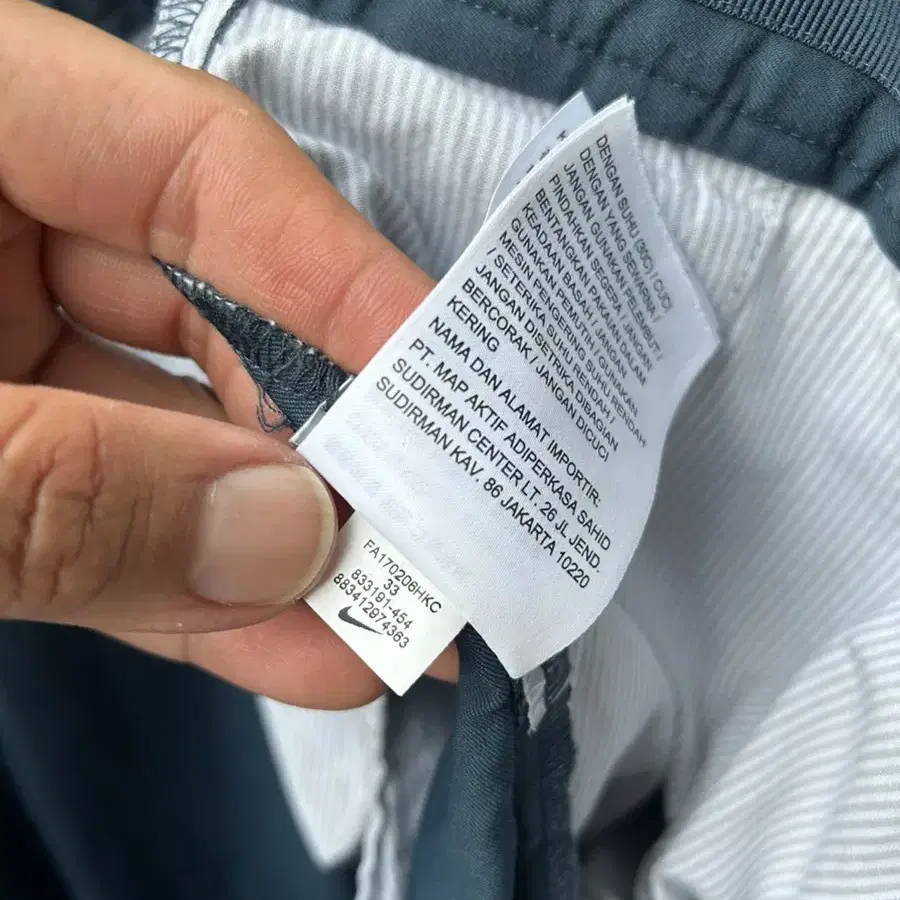 DENGAN SUHU (30C) / CUCI
DENGAN YANG SEWARNA /
JANGAN GUNAKAN PELEMBUT /
PINDAHKAN SEGERA / JANGAN
BENTANGKAN PAKAIAN DALAM
KEADAAN BASAH / JANGAN
GUNAKAN PEMUTIH / GUNAKAN
MESIN PENGERING SUHU RENDAH
/ SETERIKA SUHU RENDAH /
JANGAN DISETRIKA DIBAGIAN
BERCORAK / JANGAN DICUCI
KERING
NAMA DAN ALAMAT IMPORTIR:
PT. MAP AKTIF ADIPERKASA SAHID
SUDIRMAN CENTER LT. 26 JL JEND.
SUDIRMAN KAV. 86 JAKARTA 10220
FA170206HKC
33
833191-454
883412974363